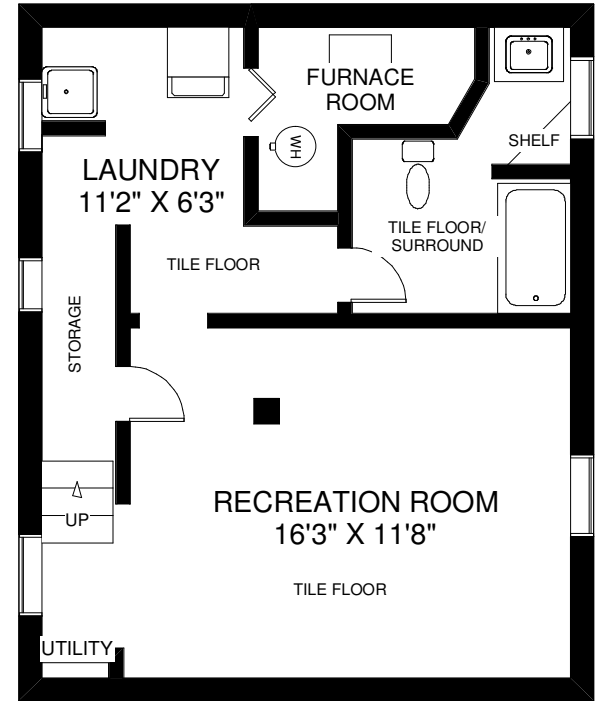 FURNACE
ROOM
WH
SHELF
LAUNDRY
11'2" X 6'3"
TILE FLOOR/
SURROUND
TILE FLOOR
STORAGE
RECREATION ROOM
16'3" X 11'8"
UP
TILE FLOOR
UTILITY